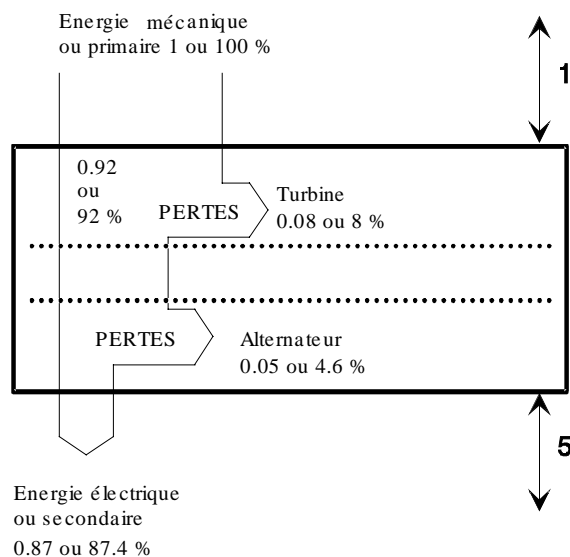 Energie mécanique
ou primaire 1 ou 100 %
1
0.92
ou
92 %
PERTES
Turbine
0.08 ou 8 %
PERTES
Alternateur
0.05 ou 4.6 %
5
Energie électrique
ou secondaire
0.87 ou 87.4 %